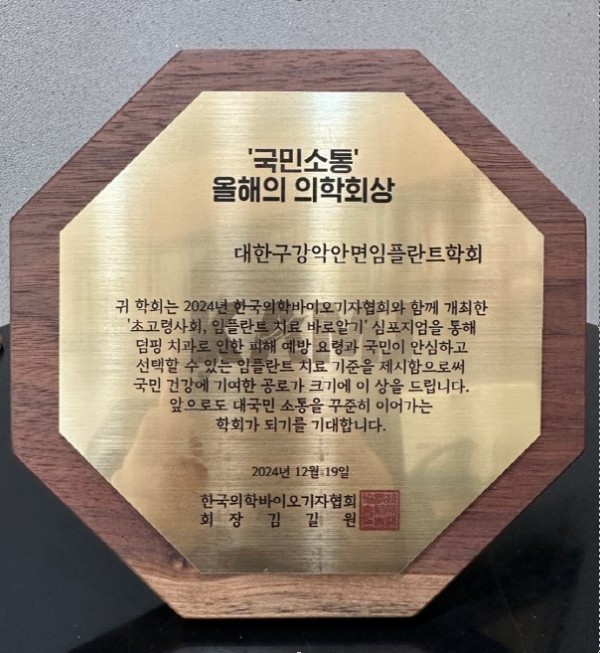 '국민소통'
올해의 의학회상
대한구강악안면임플란트학회
귀 학회는 2024년 한국의학바이오기자협회와 함께 개최한
'초고령사회, 임플란트 치료 바로알기' 심포지엄을 통해
덤핑 치과로 인한 피해 예방 요령과 국민이 안심하고
선택할 수 있는 임플란트 치료 기준을 제시함으로써
국민 건강에 기여한 공로가 크기에 이 상을 드립니다.
앞으로도 대국민 소통을 꾸준히 이어가는
학회가 되기를 기대합니다.
2024년 12월 19일
한국의학바이오기자협회
회 장 김 길 원